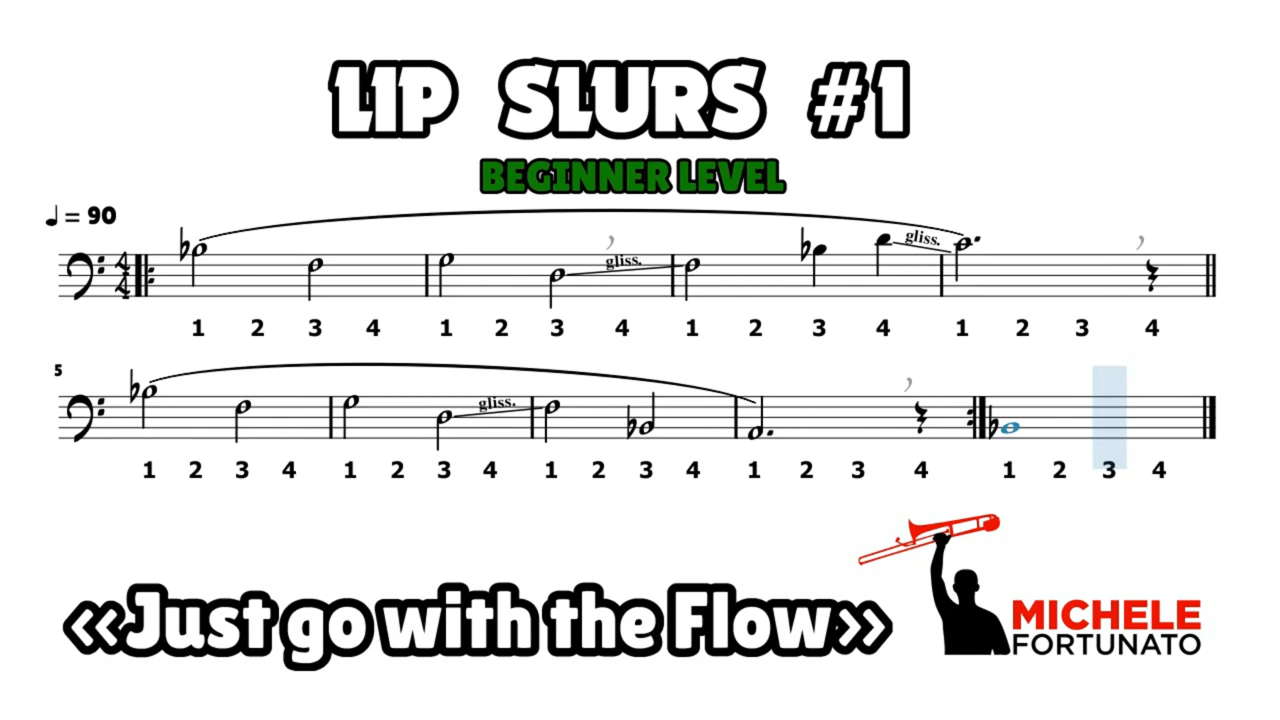 LIP SLURS #1
BEGINNER LEVEL
♩ = 90
gliss. gliss.
1 2 3 4 1 2 3 4 1 2 3 4 1 2 3 4
5
gliss.
1 2 3 4 1 2 3 4 1 2 3 4 1 2 3 4 1 2 3 4
«Just go with the Flow»
MICHELE
FORTUNATO